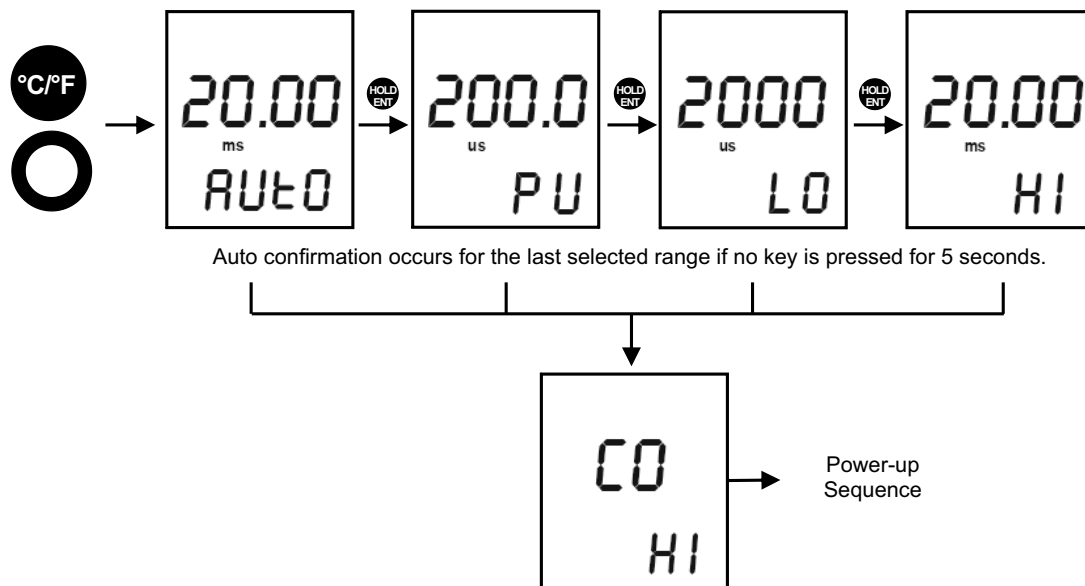 °C/°F
20.00
ms
AUtO
HOLD
ENT
200.0
us
PU
HOLD
ENT
2000
us
LO
HOLD
ENT
20.00
ms
HI
Auto confirmation occurs for the last selected range if no key is pressed for 5 seconds.
CO
HI
Power-up
Sequence